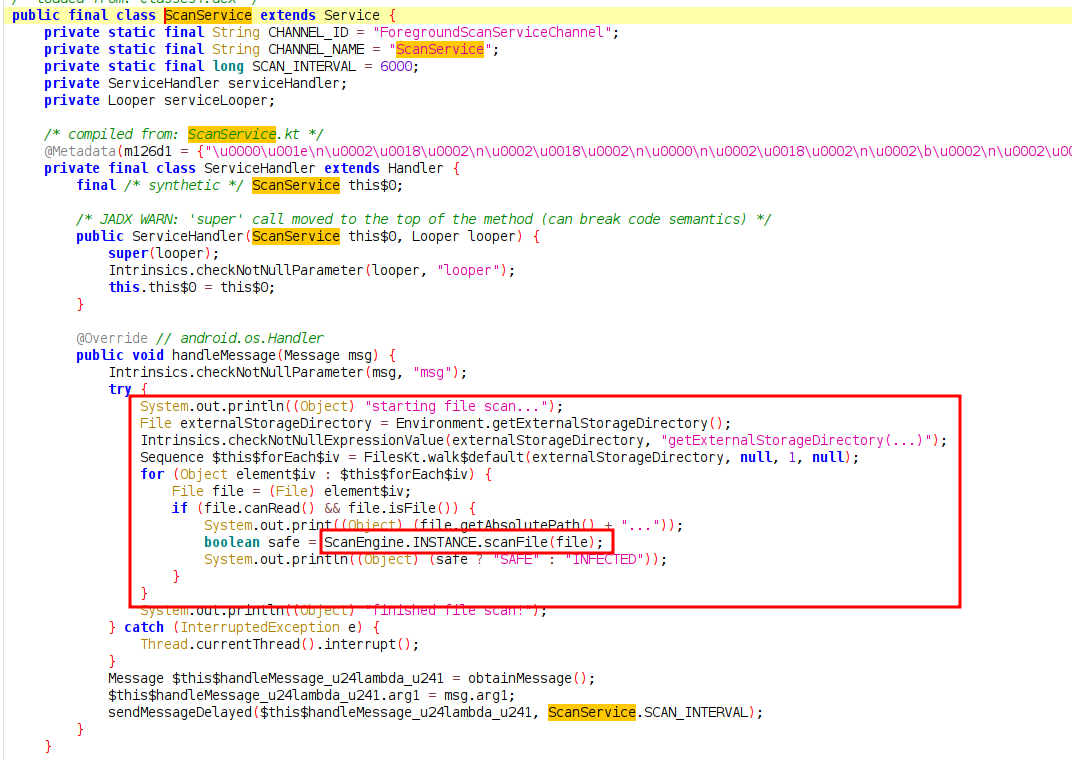 /* loaded from: classes7.dex */
public final class ScanService extends Service {
    private static final String CHANNEL_ID = "ForegroundScanServiceChannel";
    private static final String CHANNEL_NAME = "ScanService";
    private static final long SCAN_INTERVAL = 6000;
    private ServiceHandler serviceHandler;
    private Looper serviceLooper;
    /* compiled from: ScanService.kt */
    @Metadata(m126d1 = {"\u0000\u001e\n\u0002\u0018\u0002\n\u0002\u0018\u0002\n\u0000\n\u0002\u0018\u0002\n\u0002\b\u0002\n\u0002\u00
    private final class ServiceHandler extends Handler {
        final /* synthetic */ ScanService this$0;
        /* JADX WARN: 'super' call moved to the top of the method (can break code semantics) */
        public ServiceHandler(ScanService this$0, Looper looper) {
            super(looper);
            Intrinsics.checkNotNullParameter(looper, "looper");
            this.this$0 = this$0;
        }
        @Override // android.os.Handler
        public void handleMessage(Message msg) {
            Intrinsics.checkNotNullParameter(msg, "msg");
            try {
                System.out.println((Object) "starting file scan...");
                File externalStorageDirectory = Environment.getExternalStorageDirectory();
                Intrinsics.checkNotNullExpressionValue(externalStorageDirectory, "getExternalStorageDirectory(...)");
                Sequence $this$forEach$iv = FilesKt.walk$default(externalStorageDirectory, null, 1, null);
                for (Object element$iv : $this$forEach$iv) {
                    File file = (File) element$iv;
                    if (file.canRead() && file.isFile()) {
                        System.out.print((Object) (file.getAbsolutePath() + "..."));
                        boolean safe = ScanEngine.INSTANCE.scanFile(file);
                        System.out.println((Object) (safe ? "SAFE" : "INFECTED"));
                    }
                }
                System.out.println((Object) "finished file scan!");
            } catch (InterruptedException e) {
                Thread.currentThread().interrupt();
            }
            Message $this$handleMessage_u24lambda_u241 = obtainMessage();
            $this$handleMessage_u24lambda_u241.arg1 = msg.arg1;
            sendMessageDelayed($this$handleMessage_u24lambda_u241, ScanService.SCAN_INTERVAL);
        }
    }